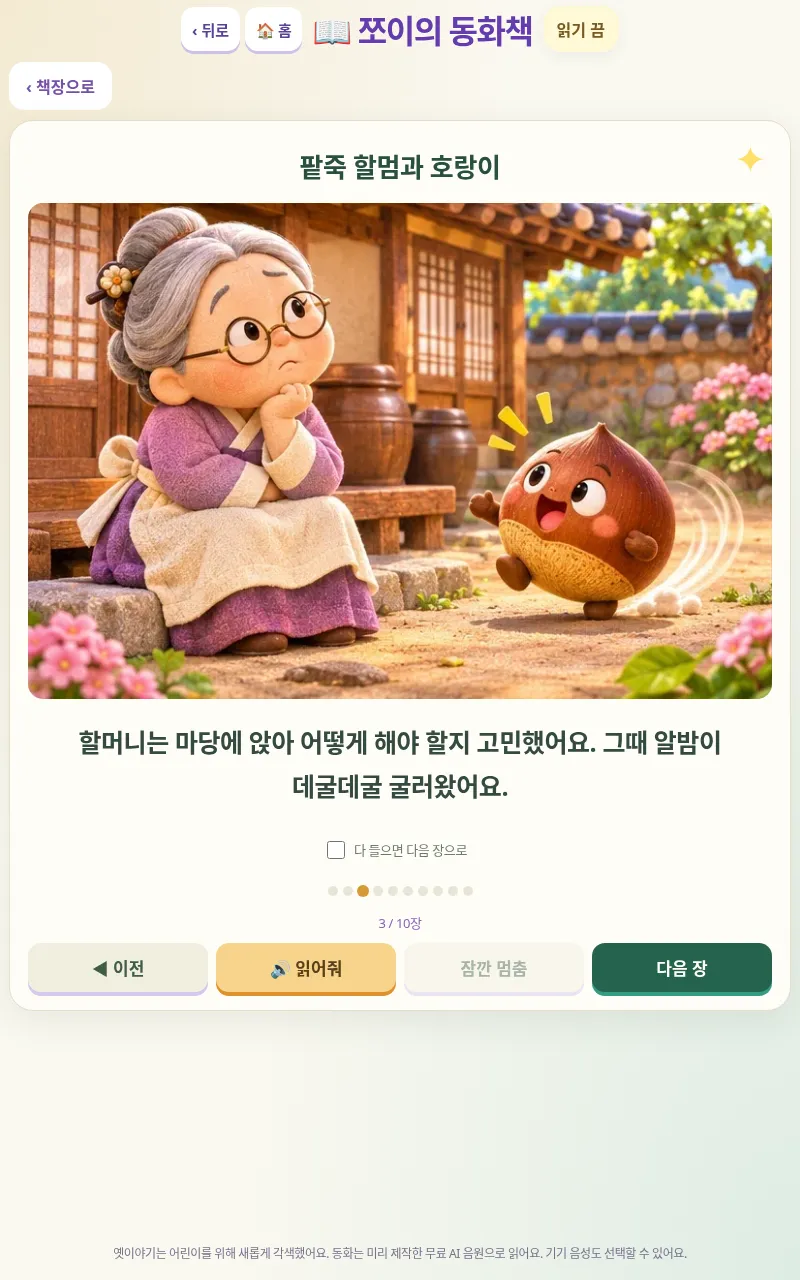 ‹ 뒤로
🏠 홈
📖 쪼이의 동화책
읽기 끔
‹ 책장으로
팥죽 할멈과 호랑이
할머니는 마당에 앉아 어떻게 해야 할지 고민했어요. 그때 알밤이
데굴데굴 굴러왔어요.
다 들으면 다음 장으로
3 / 10장
◀ 이전
🔊 읽어줘
잠깐 멈춤
다음 장
옛이야기는 어린이를 위해 새롭게 각색했어요. 동화는 미리 제작한 무료 AI 음원으로 읽어요. 기기 음성도 선택할 수 있어요.